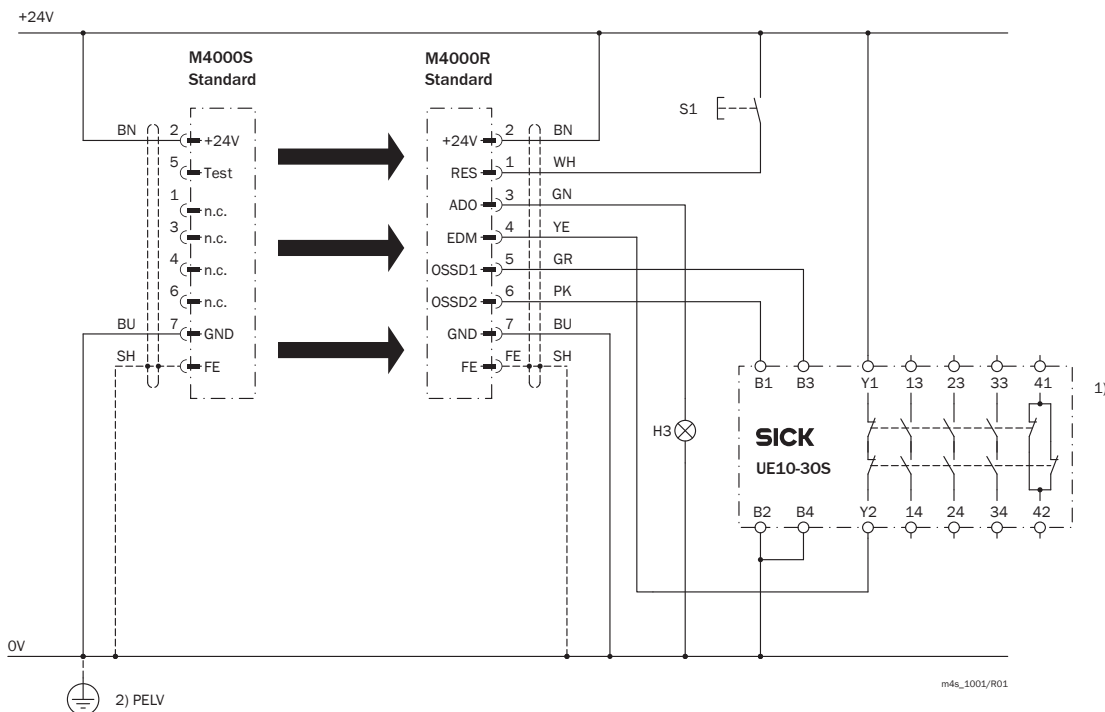 +24V
M4000S
Standard
M4000R
Standard
S1
BN 2 +24V
5 Test
1 n.c.
3 n.c.
4 n.c.
6 n.c.
BU 7 GND
SH FE
+24V 2 BN
RES 1 WH
ADO 3 GN
EDM 4 YE
OSSD1 5 GR
OSSD2 6 PK
GND 7 BU
FE FE SH
B1 B3 Y1 13 23 33 41
1)
H3
SICK
UE10-30S
B2 B4 Y2 14 24 34 42
0V
m4s_1001/R01
2) PELV